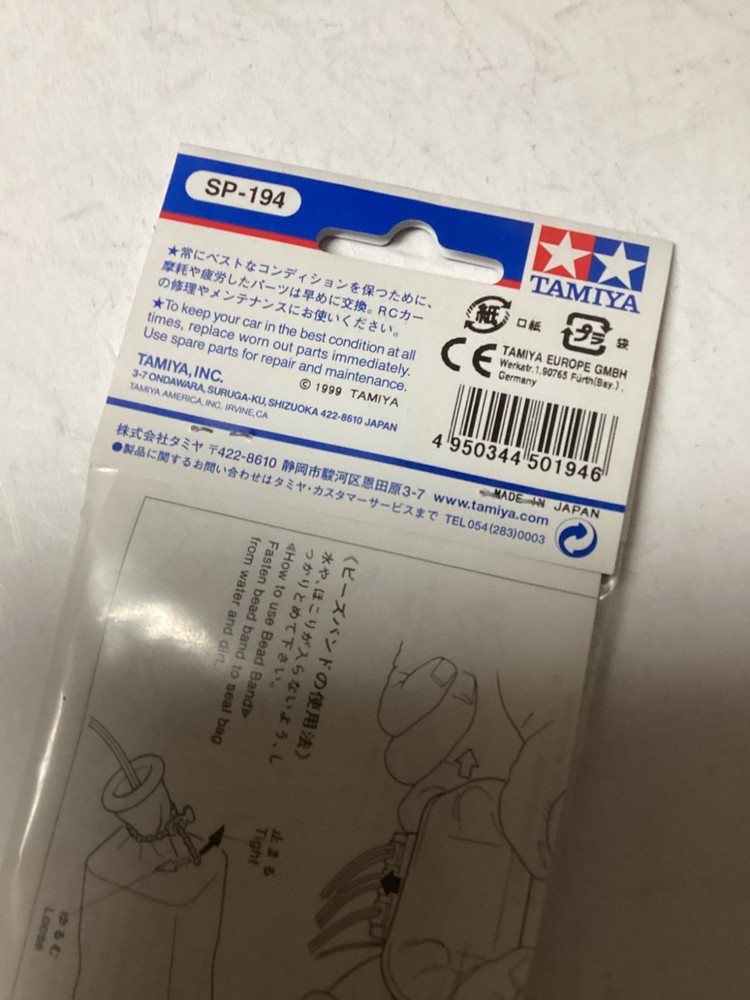 SP-194
TAMIYA
★常にベストなコンディションを保つために、
摩耗や疲労したパーツは早めに交換。RCカー
の修理やメンテナンスにお使いください。
★To keep your car in the best condition at all
times, replace worn out parts immediately.
Use spare parts for repair and maintenance.
© 1999 TAMIYA
TAMIYA, INC.
3-7 ONDAWARA, SURUGA-KU, SHIZUOKA 422-8610 JAPAN
TAMIYA AMERICA, INC. IRVINE,CA
紙 口紙
プラ 袋
CE TAMIYA EUROPE GMBH
Werkstr.1,90765 Fürth(Bay.),
Germany
4 950344 501946
MADE IN JAPAN
株式会社タミヤ 〒422-8610 静岡市駿河区恩田原3-7 www.tamiya.com
●製品に関するお問い合わせはタミヤ・カスタマーサービスまで TEL054(283)0003
《ビーズバンドの使用法》
水や、ほこりが入らないよう、し
っかりとめて下さい。
≪How to use Bead Band≫
Fasten bead band to seal bag
from water and dirt.
止まる
Tight
ゆるむ
Loose